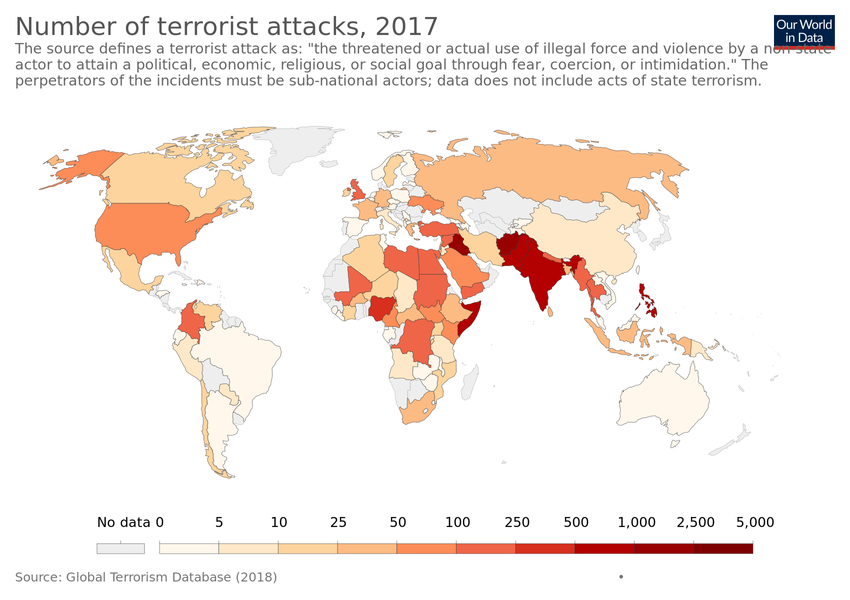 Number of terrorist attacks, 2017
Our World
in Data
The source defines a terrorist attack as: "the threatened or actual use of illegal force and violence by a non-state
actor to attain a political, economic, religious, or social goal through fear, coercion, or intimidation." The
perpetrators of the incidents must be sub-national actors; data does not include acts of state terrorism.
No data 0 5 10 25 50 100 250 500 1,000 2,500 5,000
Source: Global Terrorism Database (2018) •